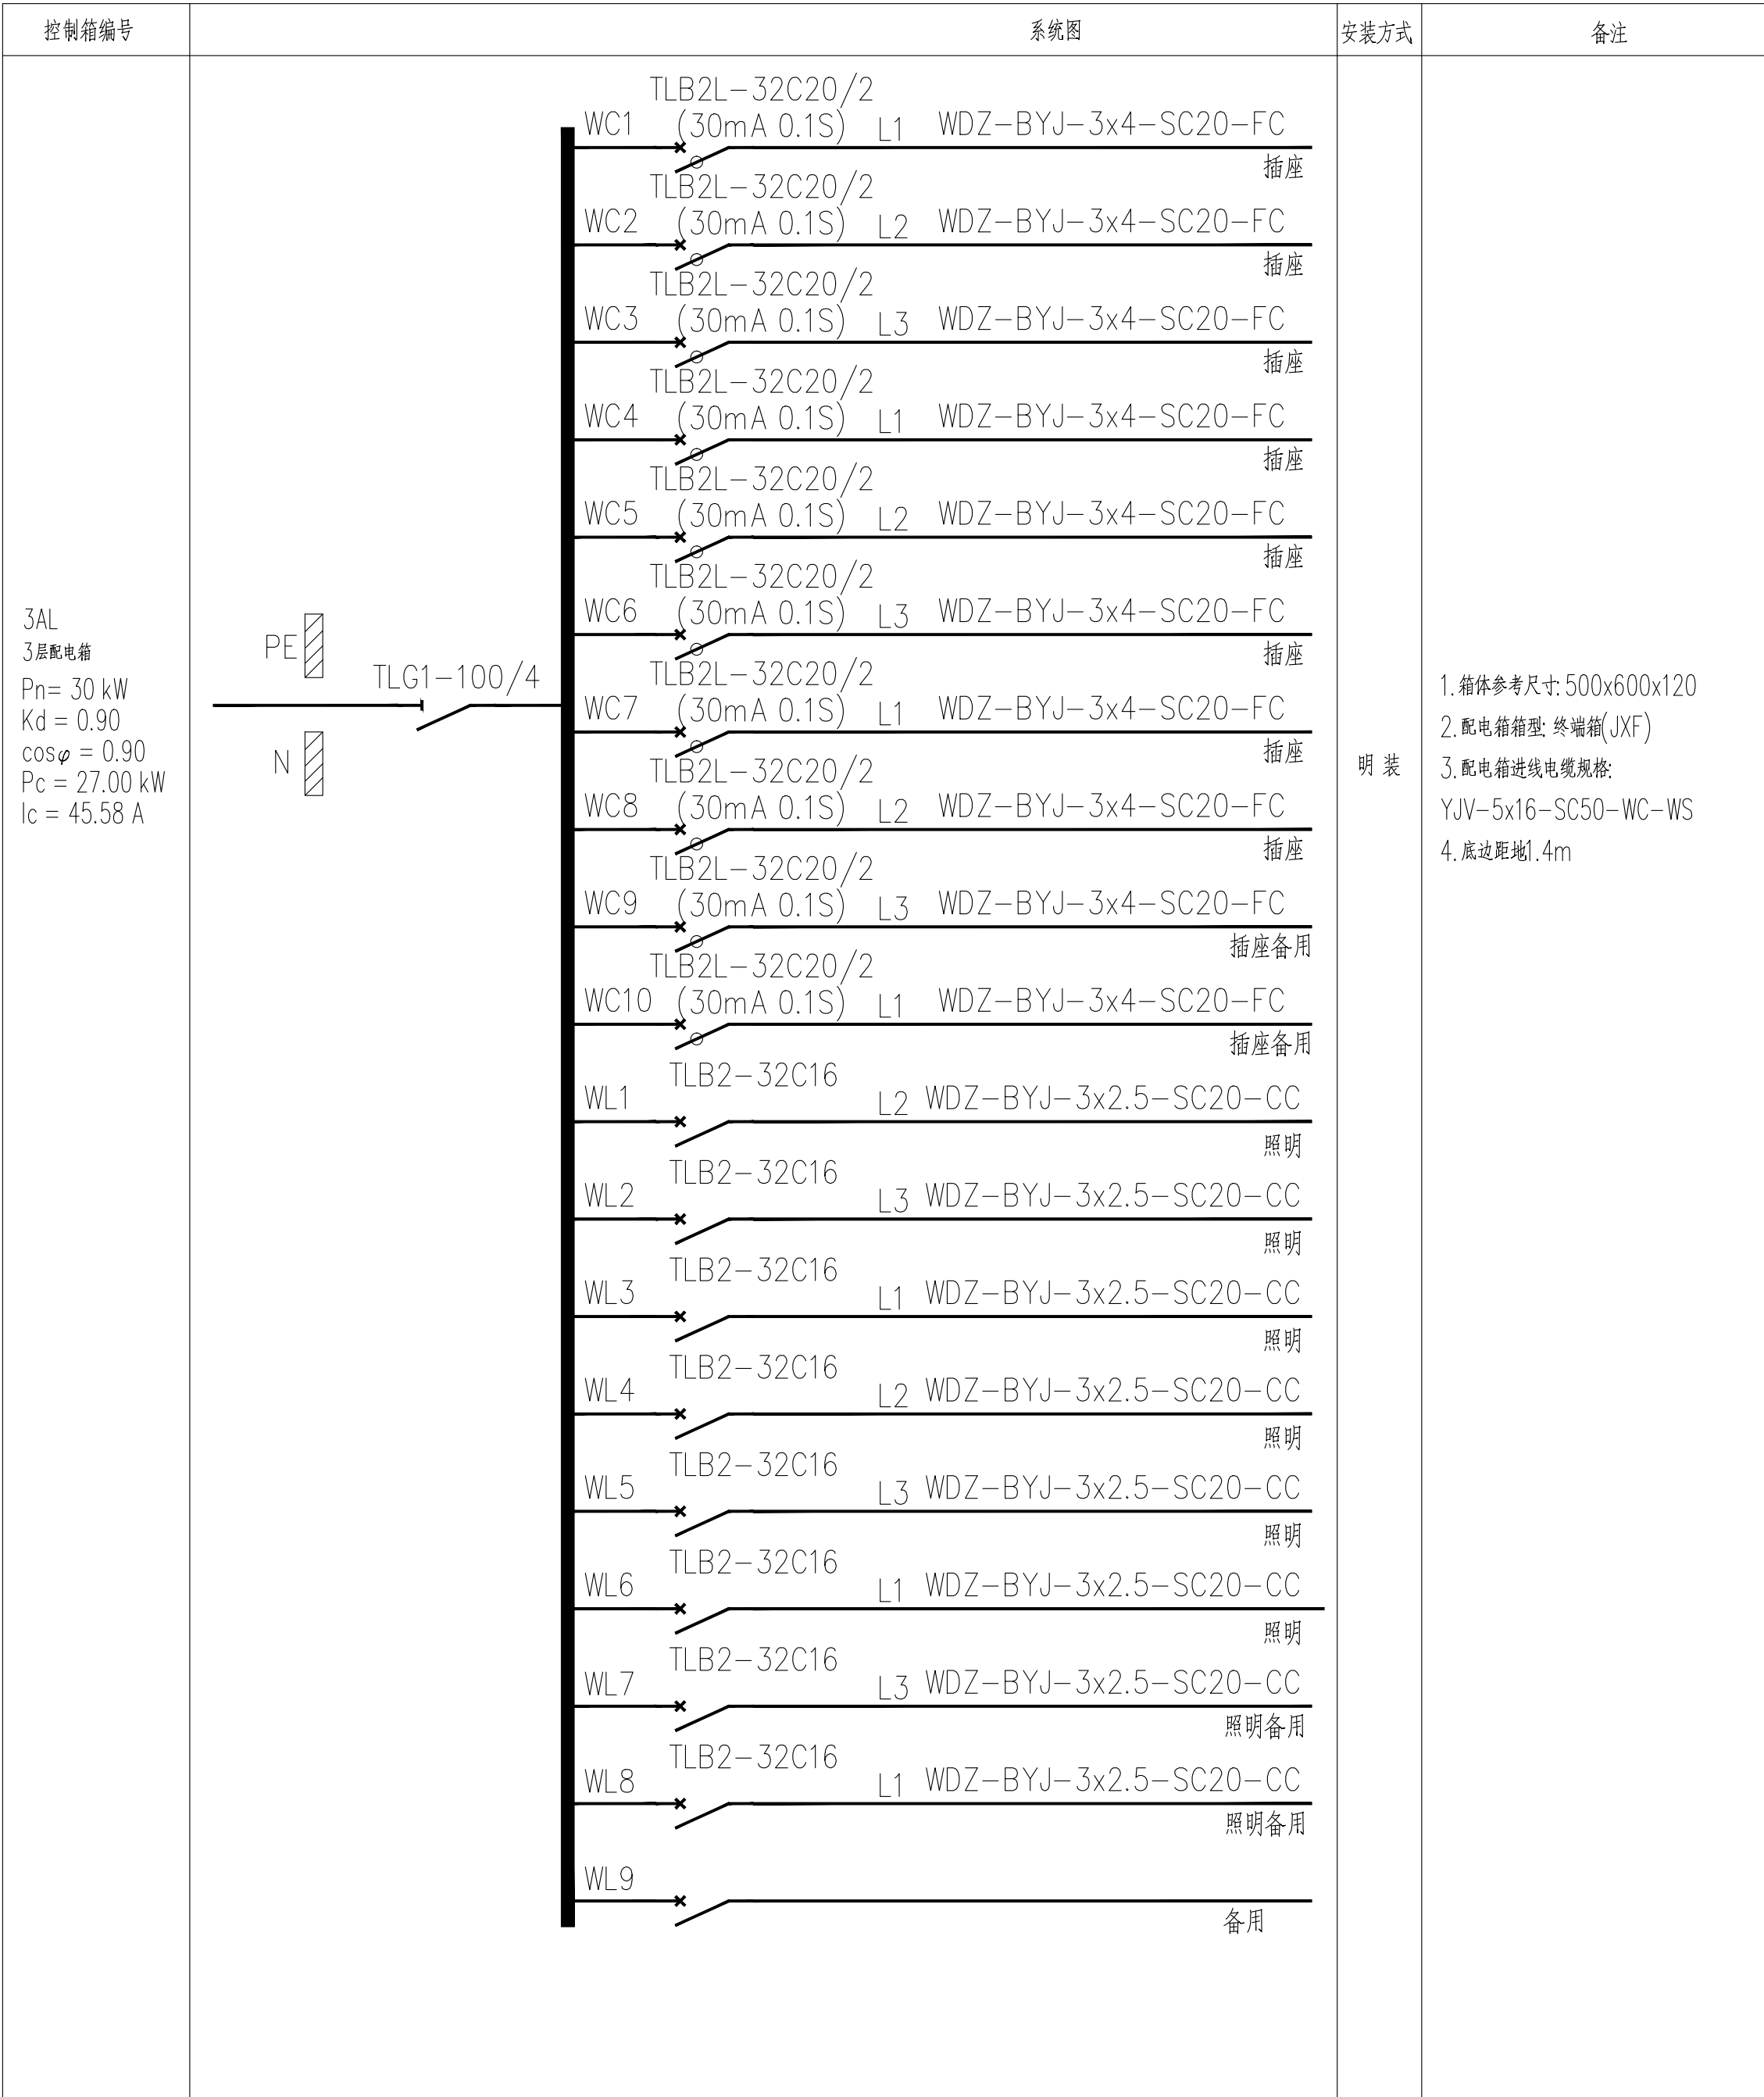 控制箱编号
系统图
安装方式
备注
3AL
3层配电箱
Pn= 30 kW
Kd = 0.90
cosφ = 0.90
Pc = 27.00 kW
Ic = 45.58 A
PE
N
TLG1-100/4
TLB2L-32C20/2
WC1 (30mA 0.1S) L1 WDZ-BYJ-3x4-SC20-FC
插座
TLB2L-32C20/2
WC2 (30mA 0.1S) L2 WDZ-BYJ-3x4-SC20-FC
插座
TLB2L-32C20/2
WC3 (30mA 0.1S) L3 WDZ-BYJ-3x4-SC20-FC
插座
TLB2L-32C20/2
WC4 (30mA 0.1S) L1 WDZ-BYJ-3x4-SC20-FC
插座
TLB2L-32C20/2
WC5 (30mA 0.1S) L2 WDZ-BYJ-3x4-SC20-FC
插座
TLB2L-32C20/2
WC6 (30mA 0.1S) L3 WDZ-BYJ-3x4-SC20-FC
插座
TLB2L-32C20/2
WC7 (30mA 0.1S) L1 WDZ-BYJ-3x4-SC20-FC
插座
TLB2L-32C20/2
WC8 (30mA 0.1S) L2 WDZ-BYJ-3x4-SC20-FC
插座
TLB2L-32C20/2
WC9 (30mA 0.1S) L3 WDZ-BYJ-3x4-SC20-FC
插座备用
TLB2L-32C20/2
WC10 (30mA 0.1S) L1 WDZ-BYJ-3x4-SC20-FC
插座备用
TLB2-32C16
WL1 L2 WDZ-BYJ-3x2.5-SC20-CC
照明
TLB2-32C16
WL2 L3 WDZ-BYJ-3x2.5-SC20-CC
照明
TLB2-32C16
WL3 L1 WDZ-BYJ-3x2.5-SC20-CC
照明
TLB2-32C16
WL4 L2 WDZ-BYJ-3x2.5-SC20-CC
照明
TLB2-32C16
WL5 L3 WDZ-BYJ-3x2.5-SC20-CC
照明
TLB2-32C16
WL6 L1 WDZ-BYJ-3x2.5-SC20-CC
照明
TLB2-32C16
WL7 L3 WDZ-BYJ-3x2.5-SC20-CC
照明备用
TLB2-32C16
WL8 L1 WDZ-BYJ-3x2.5-SC20-CC
照明备用
WL9
备用
明 装
1. 箱体参考尺寸: 500x600x120
2. 配电箱箱型: 终端箱(JXF)
3. 配电箱进线电缆规格:
YJV-5x16-SC50-WC-WS
4. 底边距地1.4m